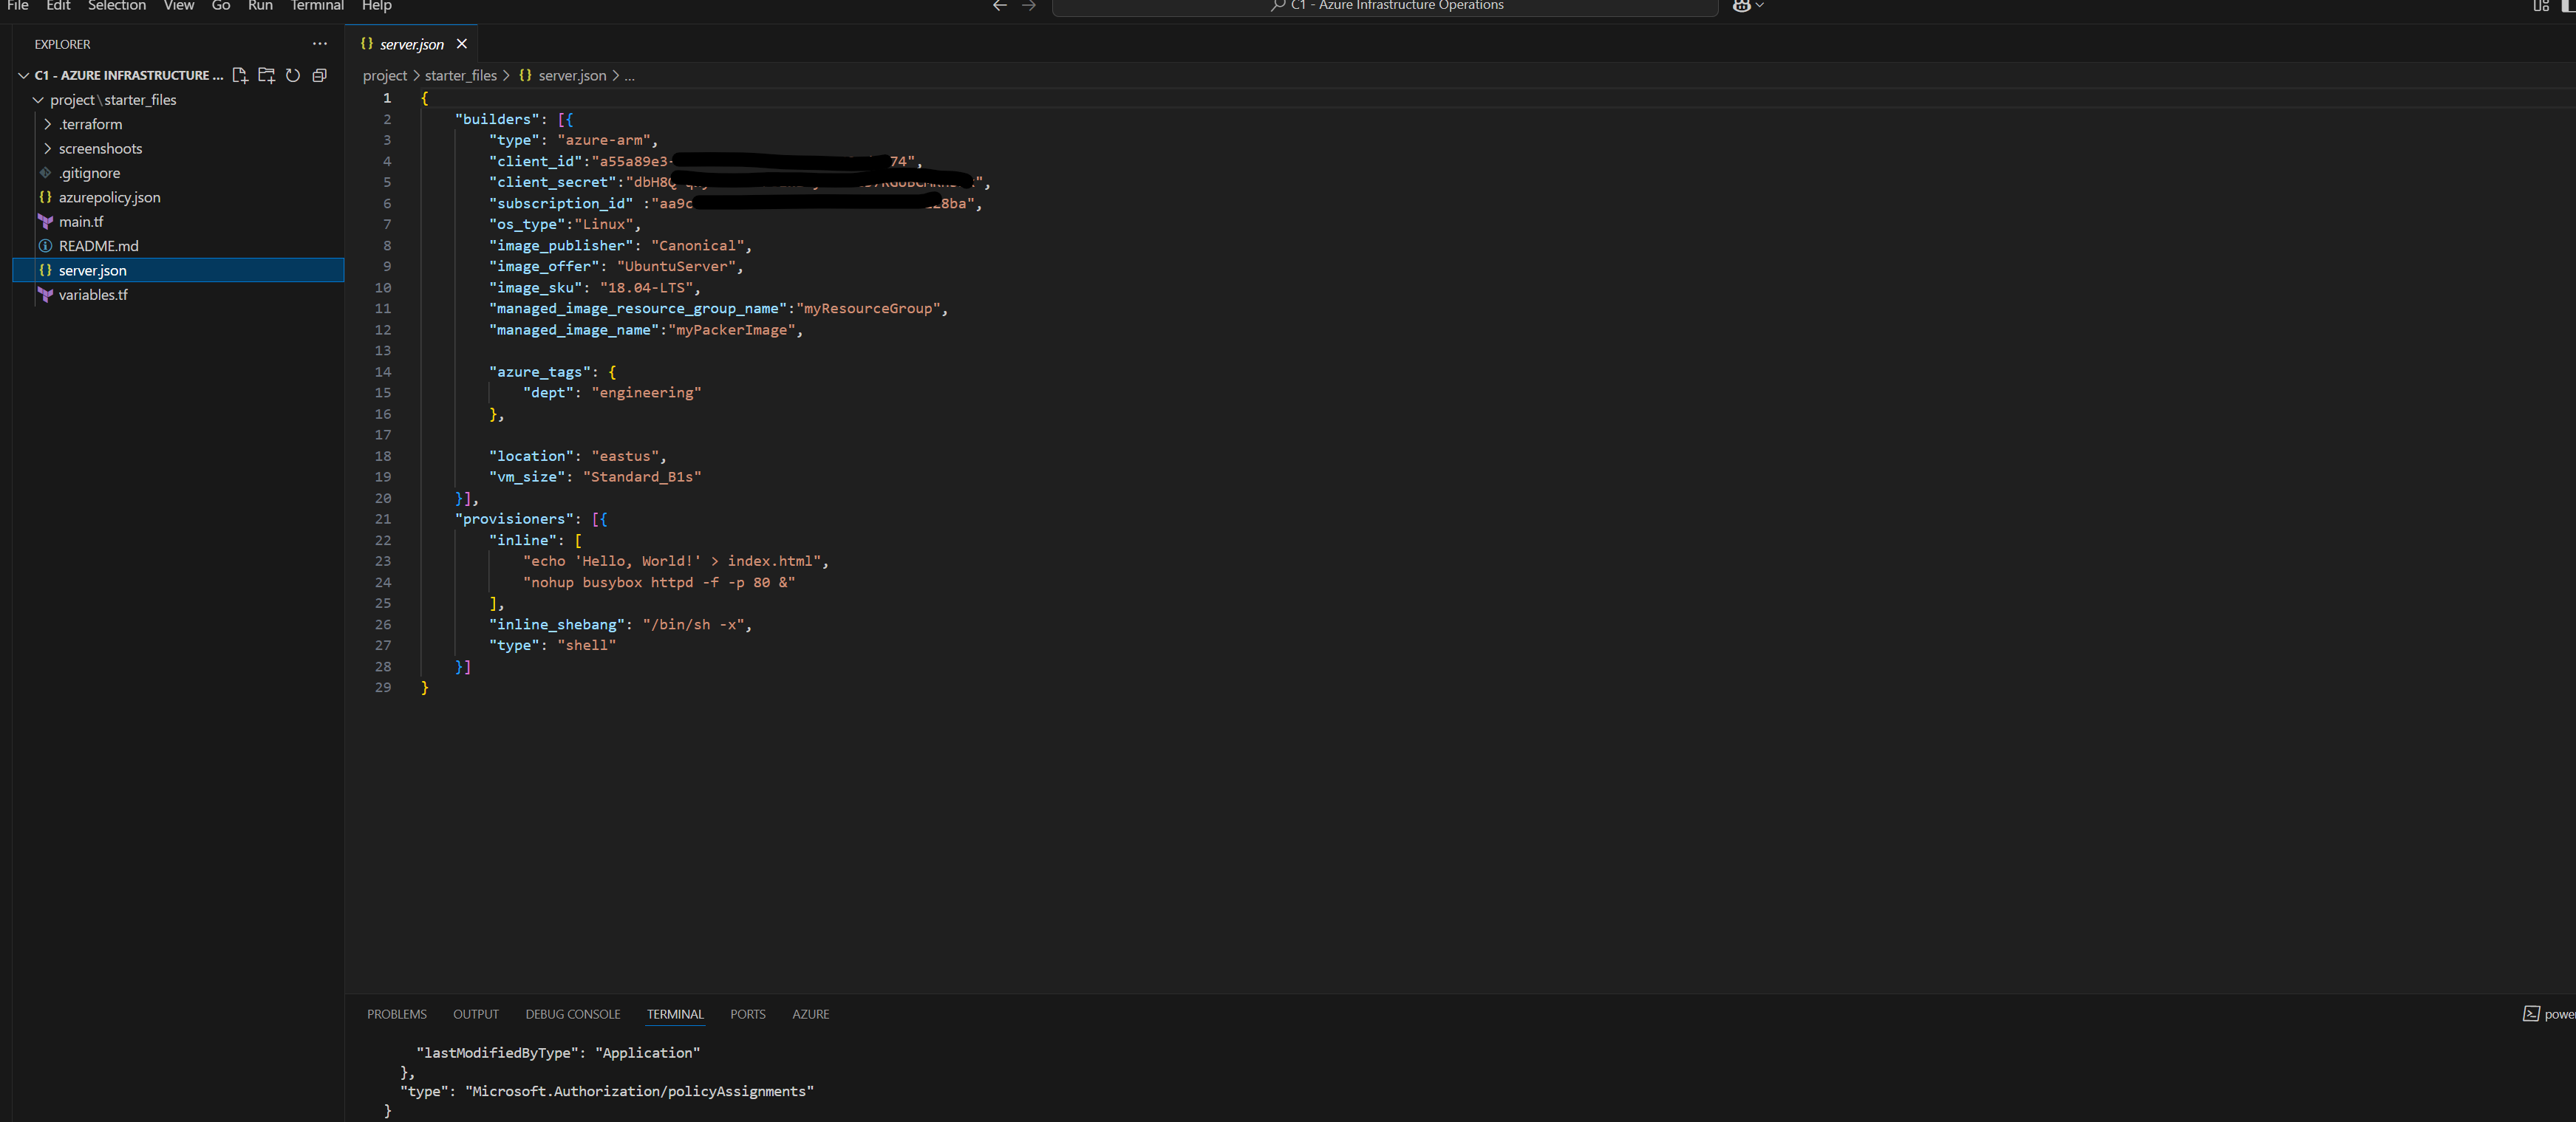 File Edit Selection View Go Run Terminal Help
C1 - Azure Infrastructure Operations
EXPLORER
C1 - AZURE INFRASTRUCTURE ...
project\starter_files
.terraform
screenshoots
.gitignore
azurepolicy.json
main.tf
README.md
server.json
variables.tf
server.json
project > starter_files > {} server.json > ...
1 {
2 "builders": [{
3 "type": "azure-arm",
4 "client_id":"a55a89e3- 74",
5 "client_secret":"dbH8Q ",
6 "subscription_id" :"aa9c 28ba",
7 "os_type":"Linux",
8 "image_publisher": "Canonical",
9 "image_offer": "UbuntuServer",
10 "image_sku": "18.04-LTS",
11 "managed_image_resource_group_name":"myResourceGroup",
12 "managed_image_name":"myPackerImage",
13
14 "azure_tags": {
15 "dept": "engineering"
16 },
17
18 "location": "eastus",
19 "vm_size": "Standard_B1s"
20 }],
21 "provisioners": [{
22 "inline": [
23 "echo 'Hello, World!' > index.html",
24 "nohup busybox httpd -f -p 80 &"
25 ],
26 "inline_shebang": "/bin/sh -x",
27 "type": "shell"
28 }]
29 }
PROBLEMS OUTPUT DEBUG CONSOLE TERMINAL PORTS AZURE
"lastModifiedByType": "Application"
},
"type": "Microsoft.Authorization/policyAssignments"
}